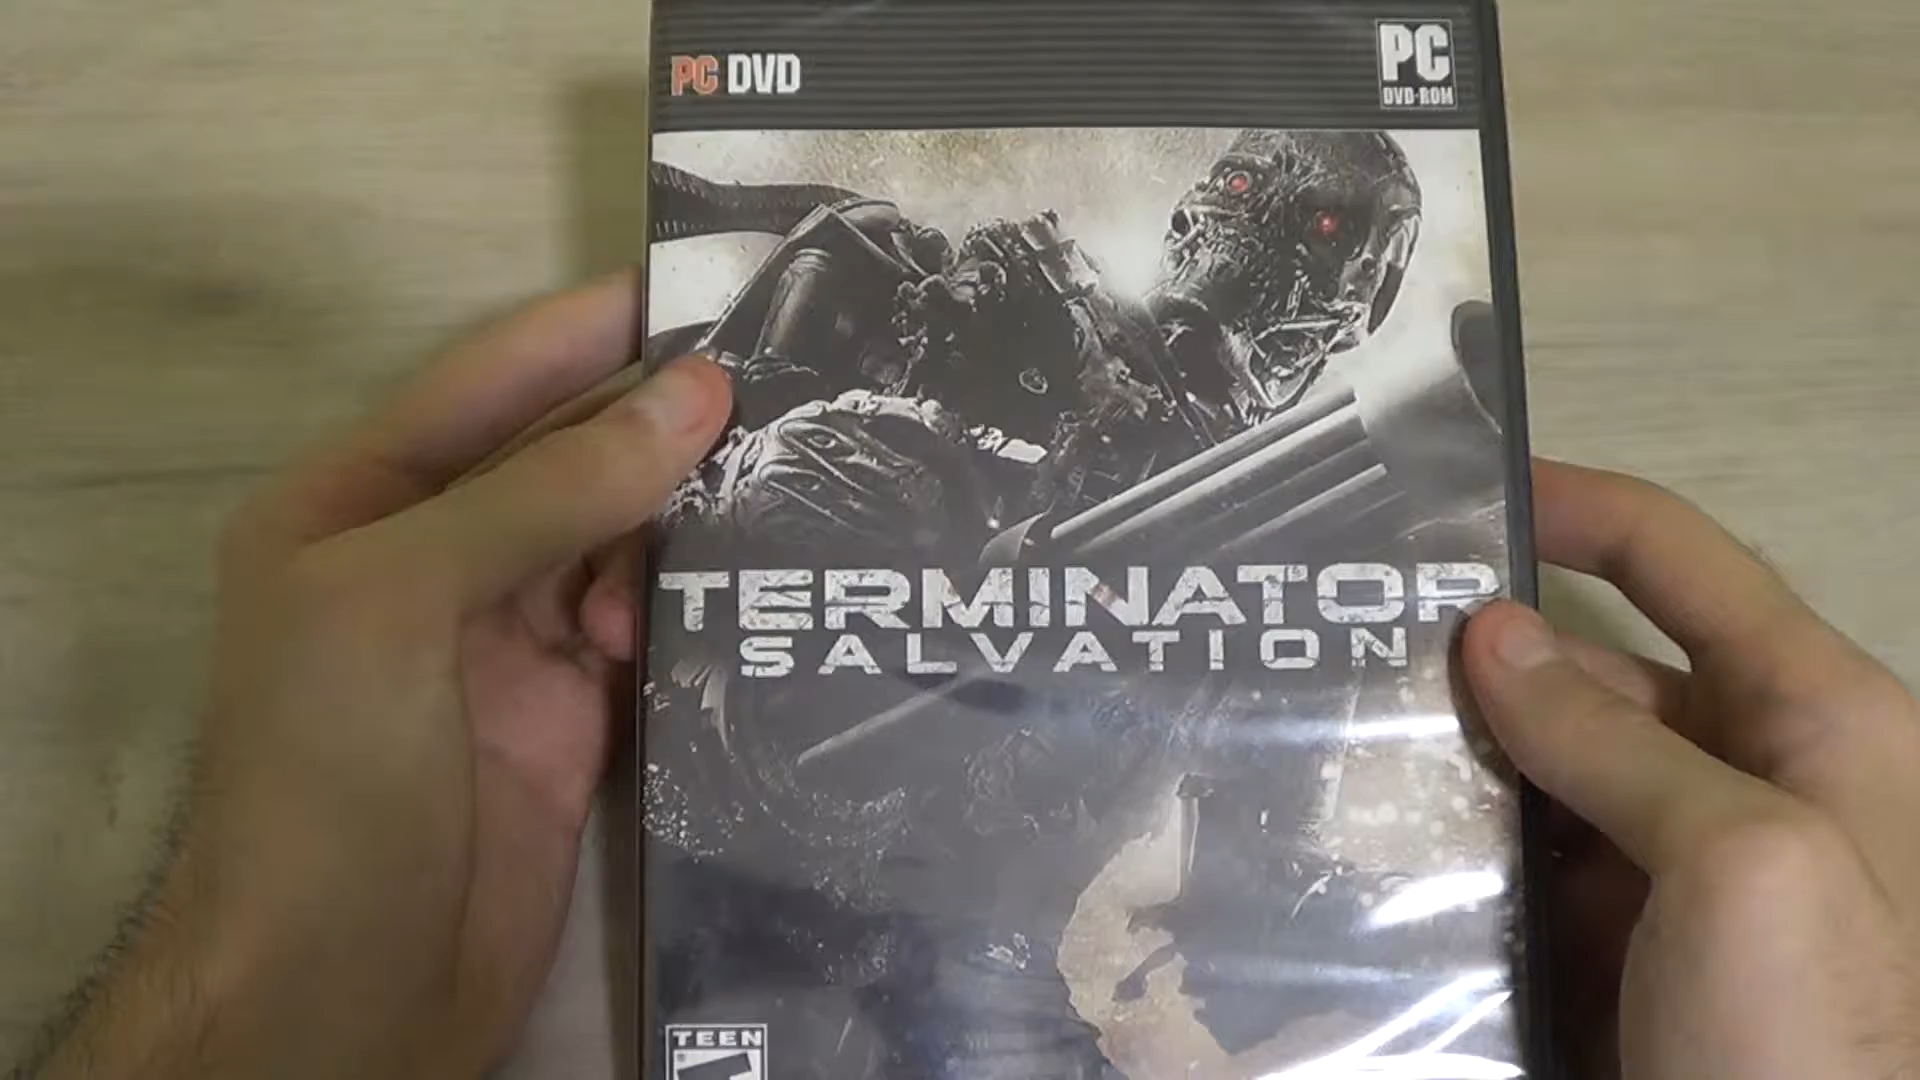 PC DVD
PC
DVD-ROM
TERMINATOR
SALVATION
TEEN